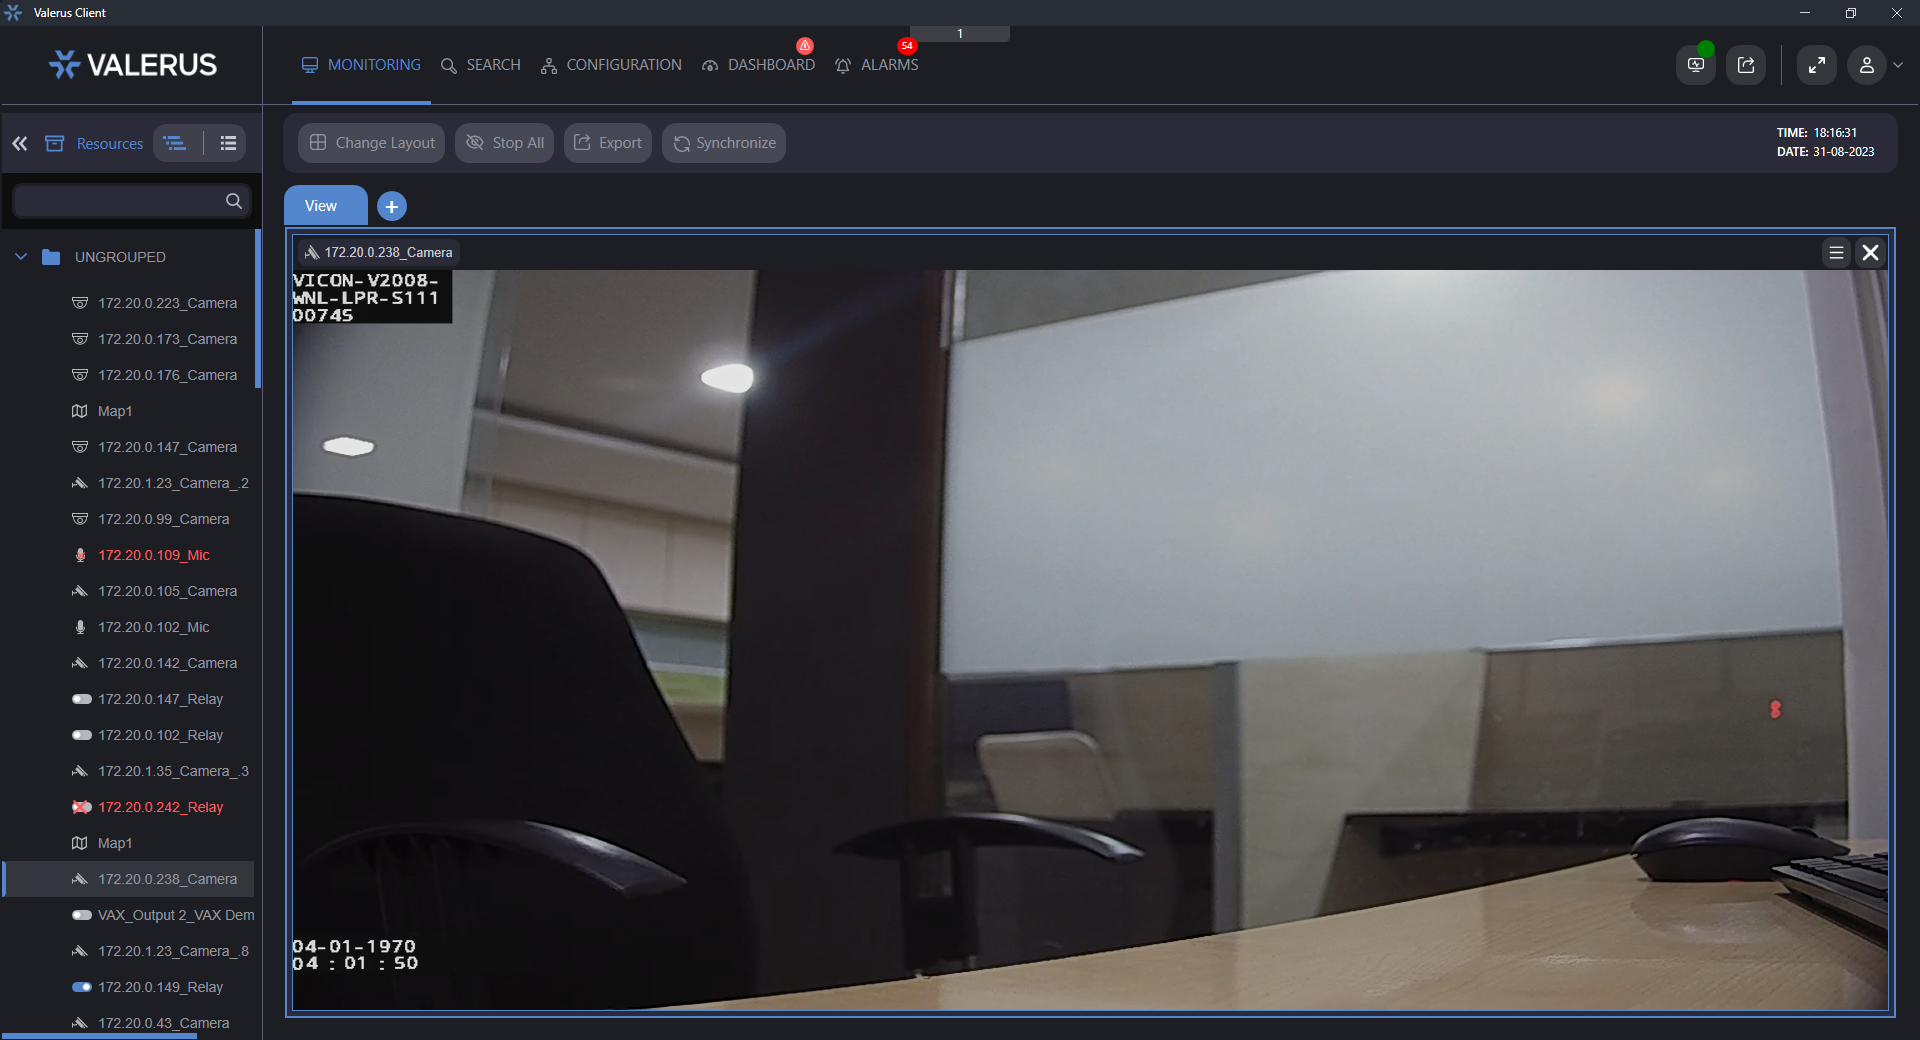 Valerus Client
VALERUS
MONITORING
SEARCH
CONFIGURATION
DASHBOARD
54
ALARMS
1
Resources
Change Layout
Stop All
Export
Synchronize
TIME: 18:16:31
DATE: 31-08-2023
View
UNGROUPED
172.20.0.223_Camera
172.20.0.173_Camera
172.20.0.176_Camera
Map1
172.20.0.147_Camera
172.20.1.23_Camera_.2
172.20.0.99_Camera
172.20.0.109_Mic
172.20.0.105_Camera
172.20.0.102_Mic
172.20.0.142_Camera
172.20.0.147_Relay
172.20.0.102_Relay
172.20.1.35_Camera_.3
172.20.0.242_Relay
Map1
172.20.0.238_Camera
VAX_Output 2_VAX Dem
172.20.1.23_Camera_.8
172.20.0.149_Relay
172.20.0.43_Camera
172.20.0.238_Camera
VICON-V2008-
WNL-LPR-S111
00745
04-01-1970
04 : 01 : 50